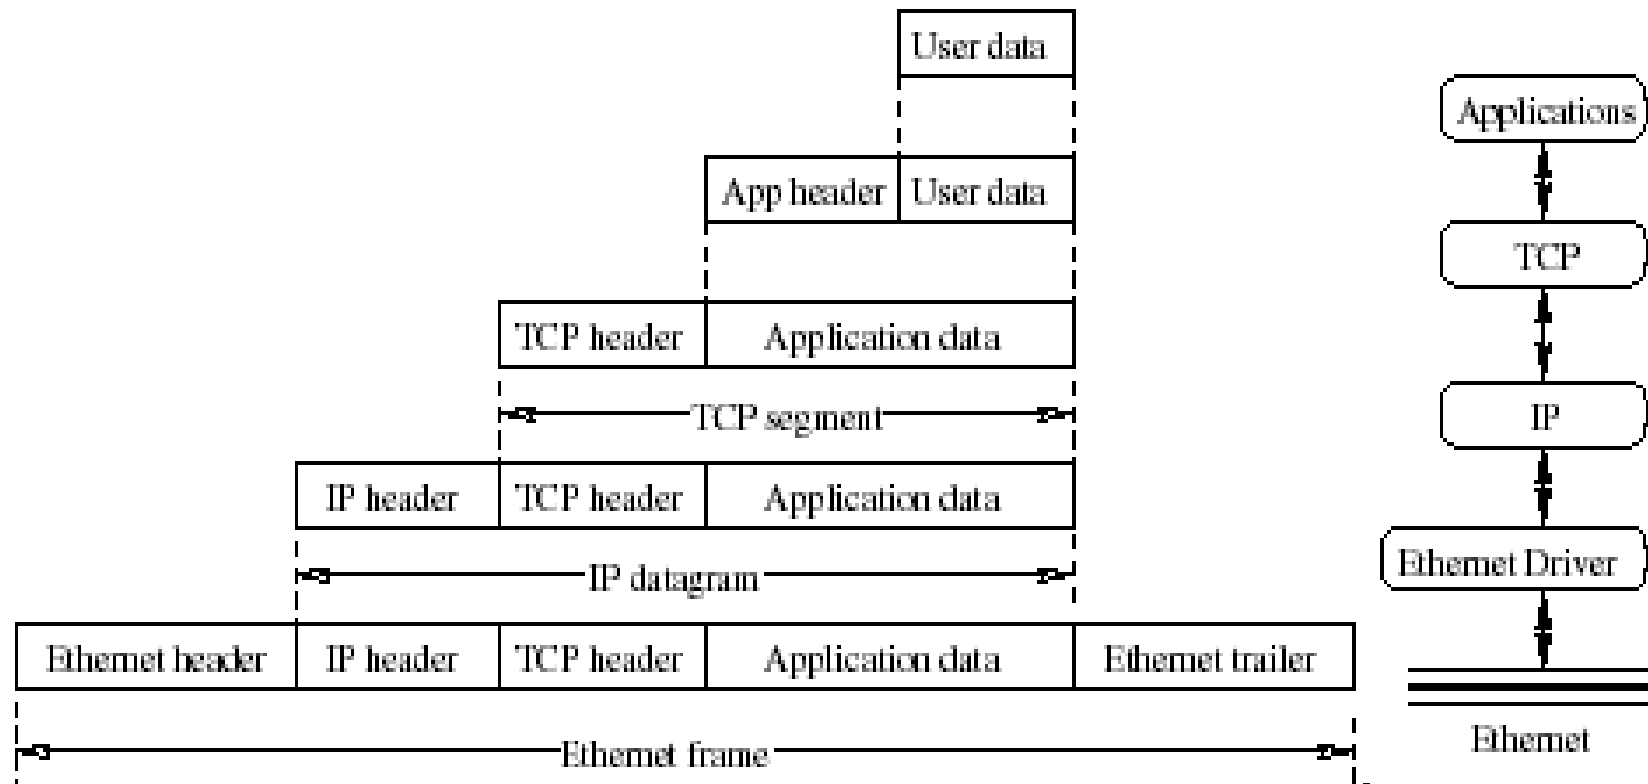 User data
Applications
App header User data
TCP
TCP header Application data
TCP segment
IP
IP header TCP header Application data
Ethernet Driver
IP datagram
Ethernet header IP header TCP header Application data Ethernet trailer
Ethernet
Ethernet frame